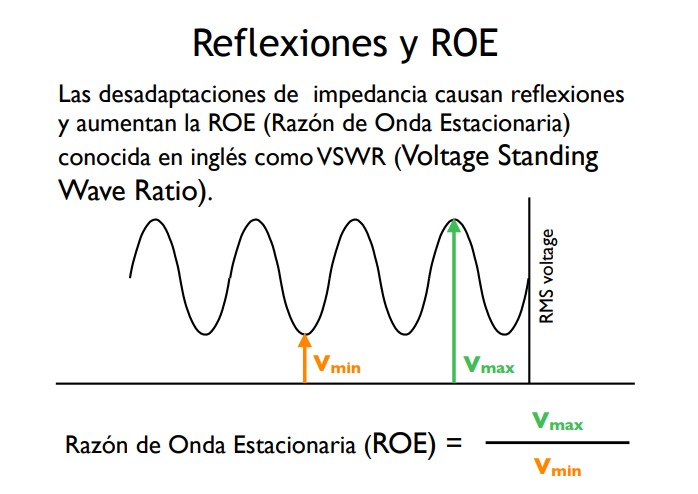 Reflexiones y ROE
Las desadaptaciones de impedancia causan reflexiones
y aumentan la ROE (Razón de Onda Estacionaria)
conocida en inglés como VSWR (Voltage Standing
Wave Ratio).
RMS voltage
Vmin
Vmax
Razón de Onda Estacionaria (ROE) =
Vmax
Vmin